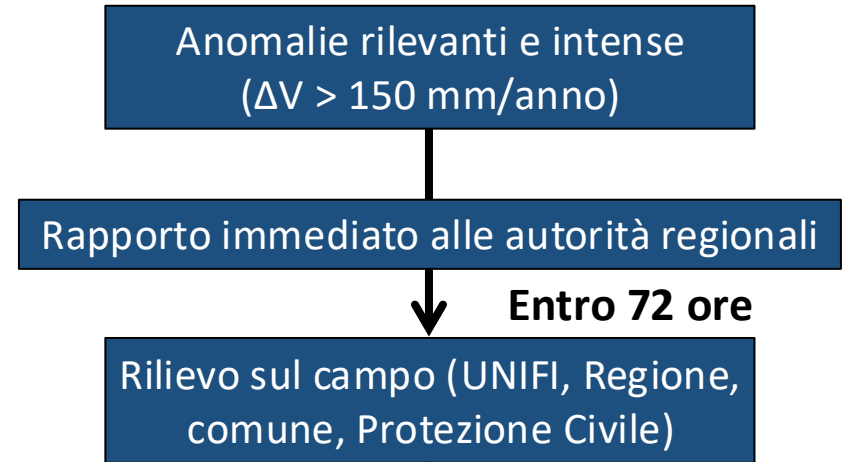 Anomalie rilevanti e intense
(ΔV > 150 mm/anno)
Rapporto immediato alle autorità regionali
Entro 72 ore
Rilievo sul campo (UNIFI, Regione,
comune, Protezione Civile)